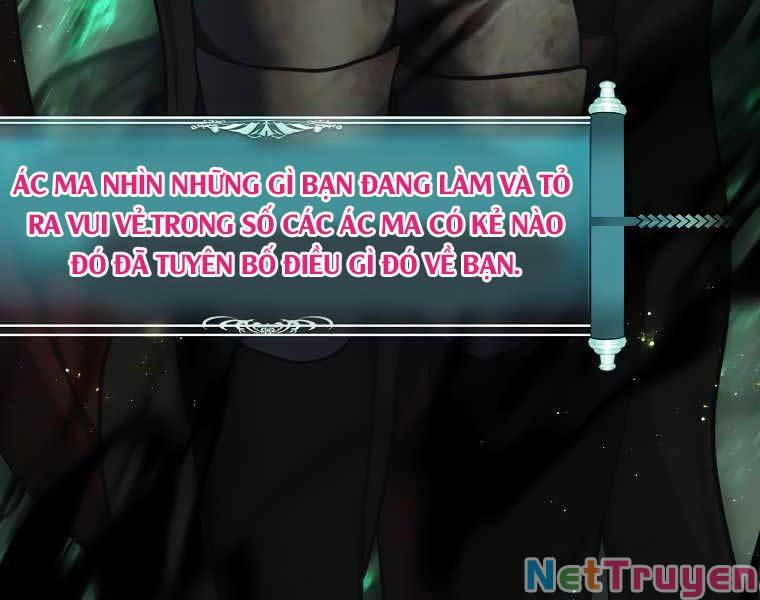 ÁC MA NHÌN NHỮNG GÌ BẠN ĐANG LÀM VÀ TỎ
RA VUI VẺ.TRONG SỐ CÁC ÁC MA CÓ KẺ NÀO
ĐÓ ĐÃ TUYÊN BỐ ĐIỀU GÌ ĐÓ VỀ BẠN.
NetTruyen